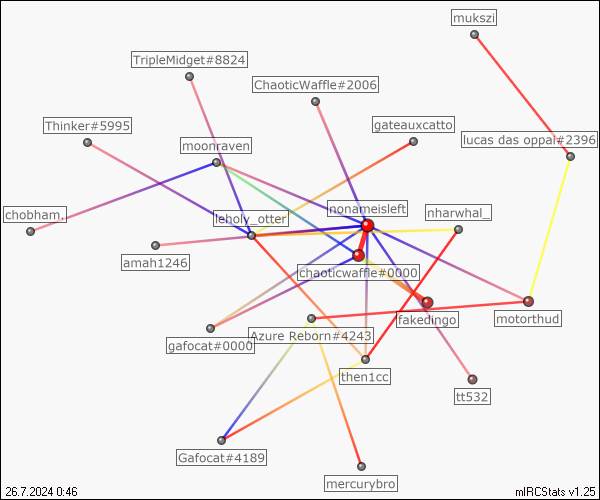 mukszi
TripleMidget#8824
ChaoticWaffle#2006
Thinker#5995
gateauxcatto
lucas das oppai#2396
moonraven
chobham.
leholy_otter
nonameisleft
nharwhal_
amah1246
chaoticwaffle#0000
fakedingo
motorthud
Azure Reborn#4243
gafocat#0000
then1cc
tt532
Gafocat#4189
mercurybro
26.7.2024 0:46
mIRCStats v1.25